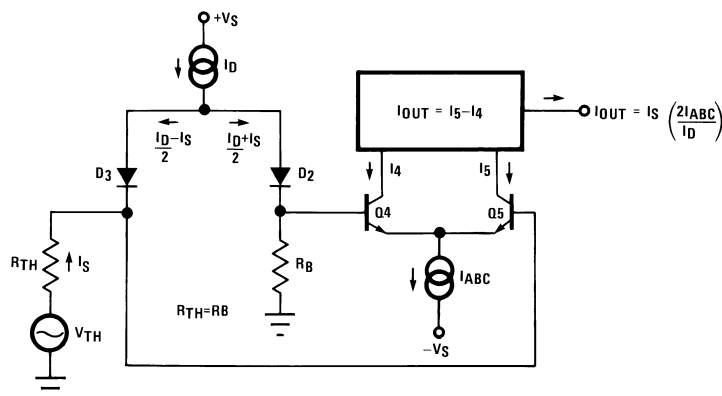 +VS
ID
IOUT = I5–I4
IOUT = IS (2IABC/ID)
ID/2 –IS
ID/2 +IS
I4
I5
D3
D2
Q4
Q5
RTH
IS
RB
IABC
RTH=RB
VTH
–VS